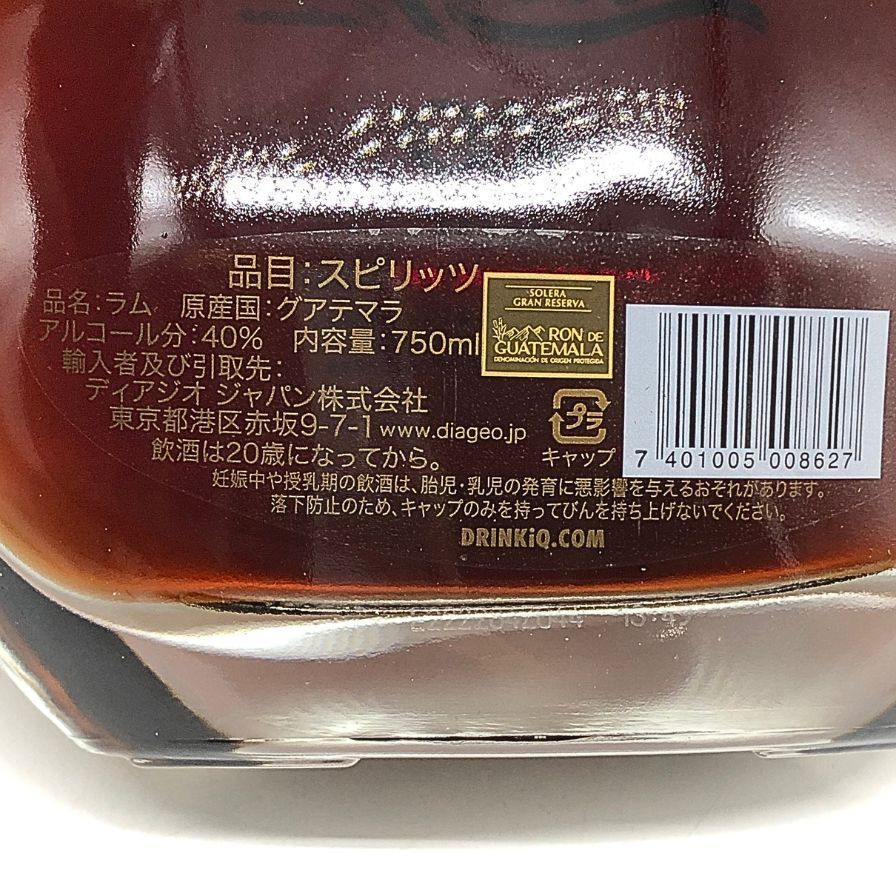 品目：スピリッツ
品名：ラム　原産国：グアテマラ
アルコール分：40%　内容量：750ml
輸入者及び引取先：
ディアジオ ジャパン株式会社
東京都港区赤坂9-7-1 www.diageo.jp
飲酒は20歳になってから。
妊娠中や授乳期の飲酒は、胎児・乳児の発育に悪影響を与えるおそれがあります。
落下防止のため、キャップのみを持ってびんを持ち上げないでください。
DRINKiQ.COM
SOLERA
GRAN RESERVA
RON DE
GUATEMALA
DENOMINACIÓN DE ORIGEN PROTEGIDA
プラ
キャップ
7 401005 008627